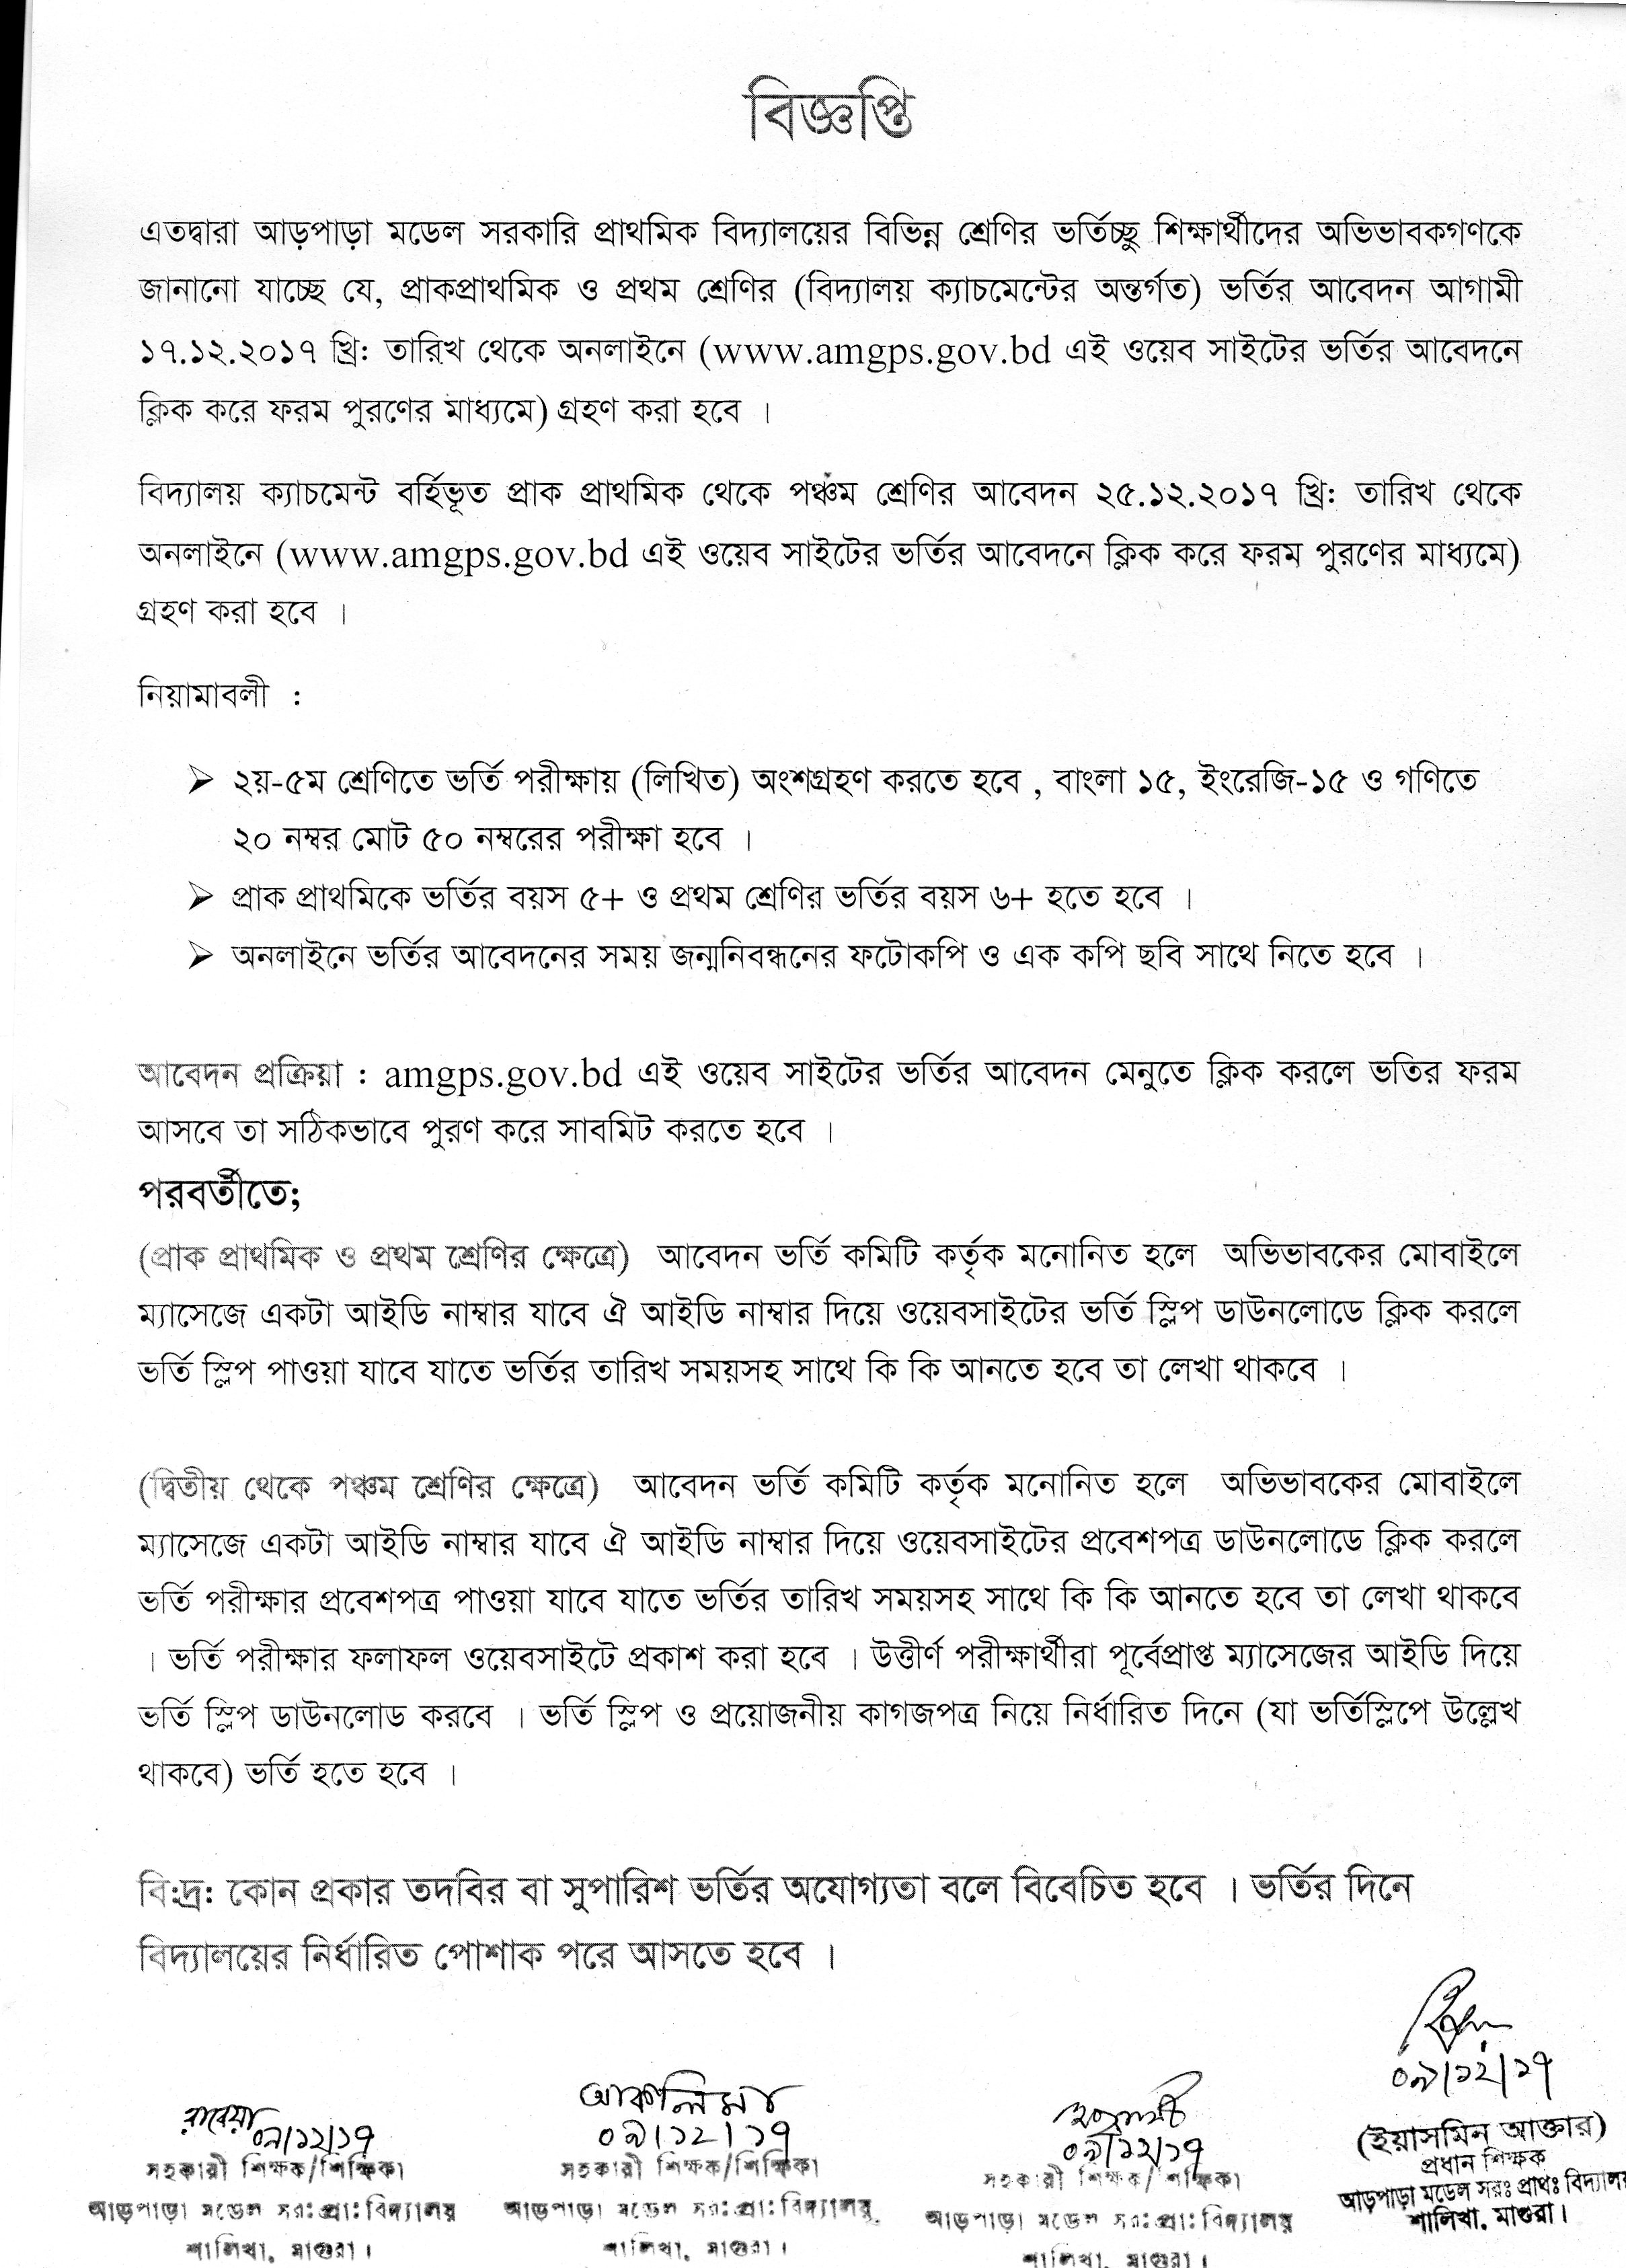 বিজ্ঞপ্তি
এতদ্বারা আড়পাড়া মডেল সরকারি প্রাথমিক বিদ্যালয়ের বিভিন্ন শ্রেণির ভর্তিচ্ছু শিক্ষার্থীদের অভিভাবকগণকে
জানানো যাচ্ছে যে, প্রাকপ্রাথমিক ও প্রথম শ্রেণির (বিদ্যালয় ক্যাচমেন্টের অন্তর্গত) ভর্তির আবেদন আগামী
১৭.১২.২০১৭ খ্রি: তারিখ থেকে অনলাইনে (www.amgps.gov.bd এই ওয়েব সাইটের ভর্তির আবেদনে
ক্লিক করে ফরম পুরণের মাধ্যমে) গ্রহণ করা হবে ।
বিদ্যালয় ক্যাচমেন্ট বর্হিভূত প্রাক প্রাথমিক থেকে পঞ্চম শ্রেণির আবেদন ২৫.১২.২০১৭ খ্রি: তারিখ থেকে
অনলাইনে (www.amgps.gov.bd এই ওয়েব সাইটের ভর্তির আবেদনে ক্লিক করে ফরম পুরণের মাধ্যমে)
গ্রহণ করা হবে ।
নিয়ামাবলী :
➢ ২য়-৫ম শ্রেণিতে ভর্তি পরীক্ষায় (লিখিত) অংশগ্রহণ করতে হবে , বাংলা ১৫, ইংরেজি-১৫ ও গণিতে
২০ নম্বর মোট ৫০ নম্বরের পরীক্ষা হবে ।
➢ প্রাক প্রাথমিকে ভর্তির বয়স ৫+ ও প্রথম শ্রেণির ভর্তির বয়স ৬+ হতে হবে ।
➢ অনলাইনে ভর্তির আবেদনের সময় জন্মনিবন্ধনের ফটোকপি ও এক কপি ছবি সাথে নিতে হবে ।
আবেদন প্রক্রিয়া : amgps.gov.bd এই ওয়েব সাইটের ভর্তির আবেদন মেনুতে ক্লিক করলে ভতির ফরম
আসবে তা সঠিকভাবে পুরণ করে সাবমিট করতে হবে ।
পরবর্তীতে;
(প্রাক প্রাথমিক ও প্রথম শ্রেণির ক্ষেত্রে) আবেদন ভর্তি কমিটি কর্তৃক মনোনিত হলে অভিভাবকের মোবাইলে
ম্যাসেজে একটা আইডি নাম্বার যাবে ঐ আইডি নাম্বার দিয়ে ওয়েবসাইটের ভর্তি স্লিপ ডাউনলোডে ক্লিক করলে
ভর্তি স্লিপ পাওয়া যাবে যাতে ভর্তির তারিখ সময়সহ সাথে কি কি আনতে হবে তা লেখা থাকবে ।
(দ্বিতীয় থেকে পঞ্চম শ্রেণির ক্ষেত্রে) আবেদন ভর্তি কমিটি কর্তৃক মনোনিত হলে অভিভাবকের মোবাইলে
ম্যাসেজে একটা আইডি নাম্বার যাবে ঐ আইডি নাম্বার দিয়ে ওয়েবসাইটের প্রবেশপত্র ডাউনলোডে ক্লিক করলে
ভর্তি পরীক্ষার প্রবেশপত্র পাওয়া যাবে যাতে ভর্তির তারিখ সময়সহ সাথে কি কি আনতে হবে তা লেখা থাকবে
। ভর্তি পরীক্ষার ফলাফল ওয়েবসাইটে প্রকাশ করা হবে । উত্তীর্ণ পরীক্ষার্থীরা পূর্বেপ্রাপ্ত ম্যাসেজের আইডি দিয়ে
ভর্তি স্লিপ ডাউনলোড করবে । ভর্তি স্লিপ ও প্রয়োজনীয় কাগজপত্র নিয়ে নির্ধারিত দিনে (যা ভর্তিস্লিপে উল্লেখ
থাকবে) ভর্তি হতে হবে ।
বি:দ্র: কোন প্রকার তদবির বা সুপারিশ ভর্তির অযোগ্যতা বলে বিবেচিত হবে । ভর্তির দিনে
বিদ্যালয়ের নির্ধারিত পোশাক পরে আসতে হবে ।
রাবেয়া ০৯/১২/১৭
সহকারী শিক্ষক/শিক্ষিকা
আড়পাড়া মডেল সর:প্রা:বিদ্যালয়
শালিখা, মাগুরা।
আকলিমা
০৯/১২/১৭
সহকারী শিক্ষক/শিক্ষিকা
আড়পাড়া মডেল সর:প্রা:বিদ্যালয়
শালিখা, মাগুরা।
০৯/১২/১৭
সহকারী শিক্ষক/শিক্ষিকা
আড়পাড়া মডেল সর:প্রা:বিদ্যালয়
শালিখা, মাগুরা।
০৯/১২/১৭
(ইয়াসমিন আক্তার)
প্রধান শিক্ষক
আড়পাড়া মডেল সরঃ প্রাথঃ বিদ্যালয়
শালিখা, মাগুরা।